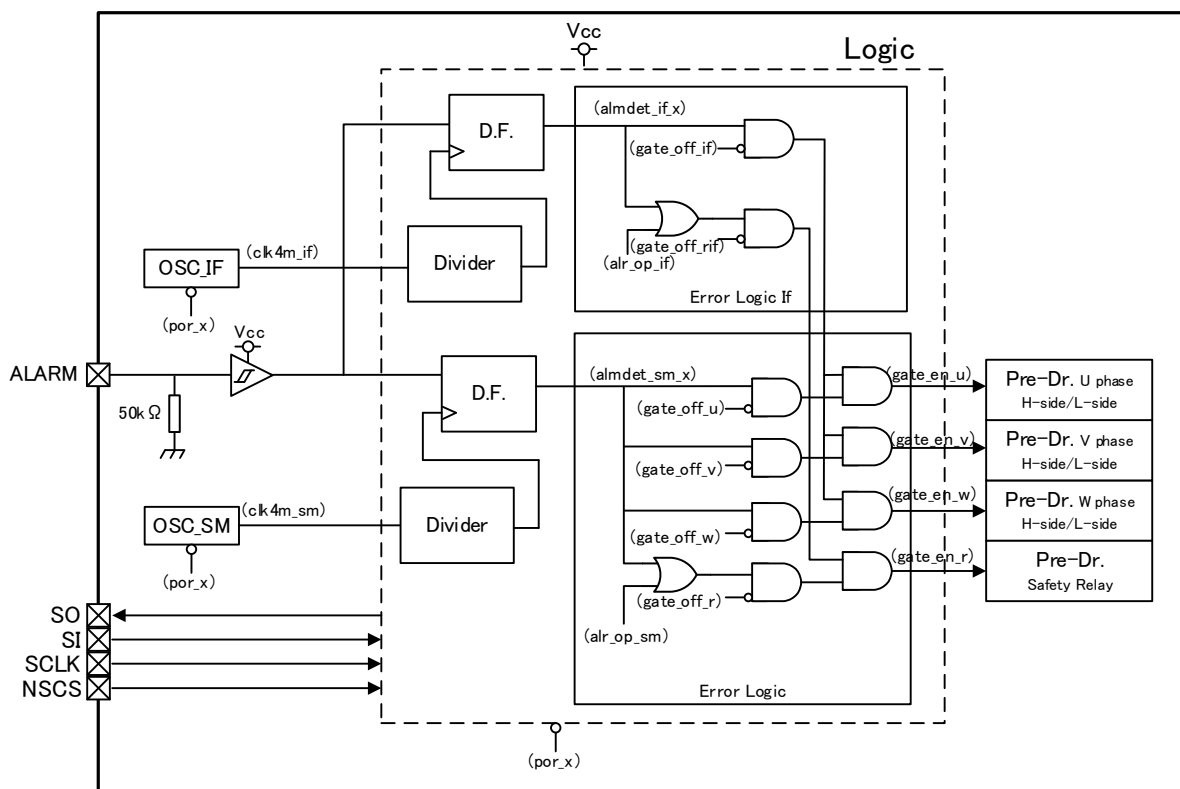 Vcc
Logic
(almdet_if_x)
D.F.
(gate_off_if)
(clk4m_if)
OSC_IF
Divider
(gate_off_rif)
(alr_op_if)
Error Logic If
(por_x)
Vcc
ALARM
50kΩ
D.F.
(almdet_sm_x)
(gate_off_u)
(gate_en_u)
Pre-Dr. U phase
H-side/L-side
(gate_off_v)
(gate_en_v)
Pre-Dr. V phase
H-side/L-side
(clk4m_sm)
OSC_SM
Divider
(gate_off_w)
(gate_en_w)
Pre-Dr. W phase
H-side/L-side
(por_x)
(gate_off_r)
(gate_en_r)
Pre-Dr.
Safety Relay
(alr_op_sm)
SO
SI
SCLK
NSCS
Error Logic
(por_x)